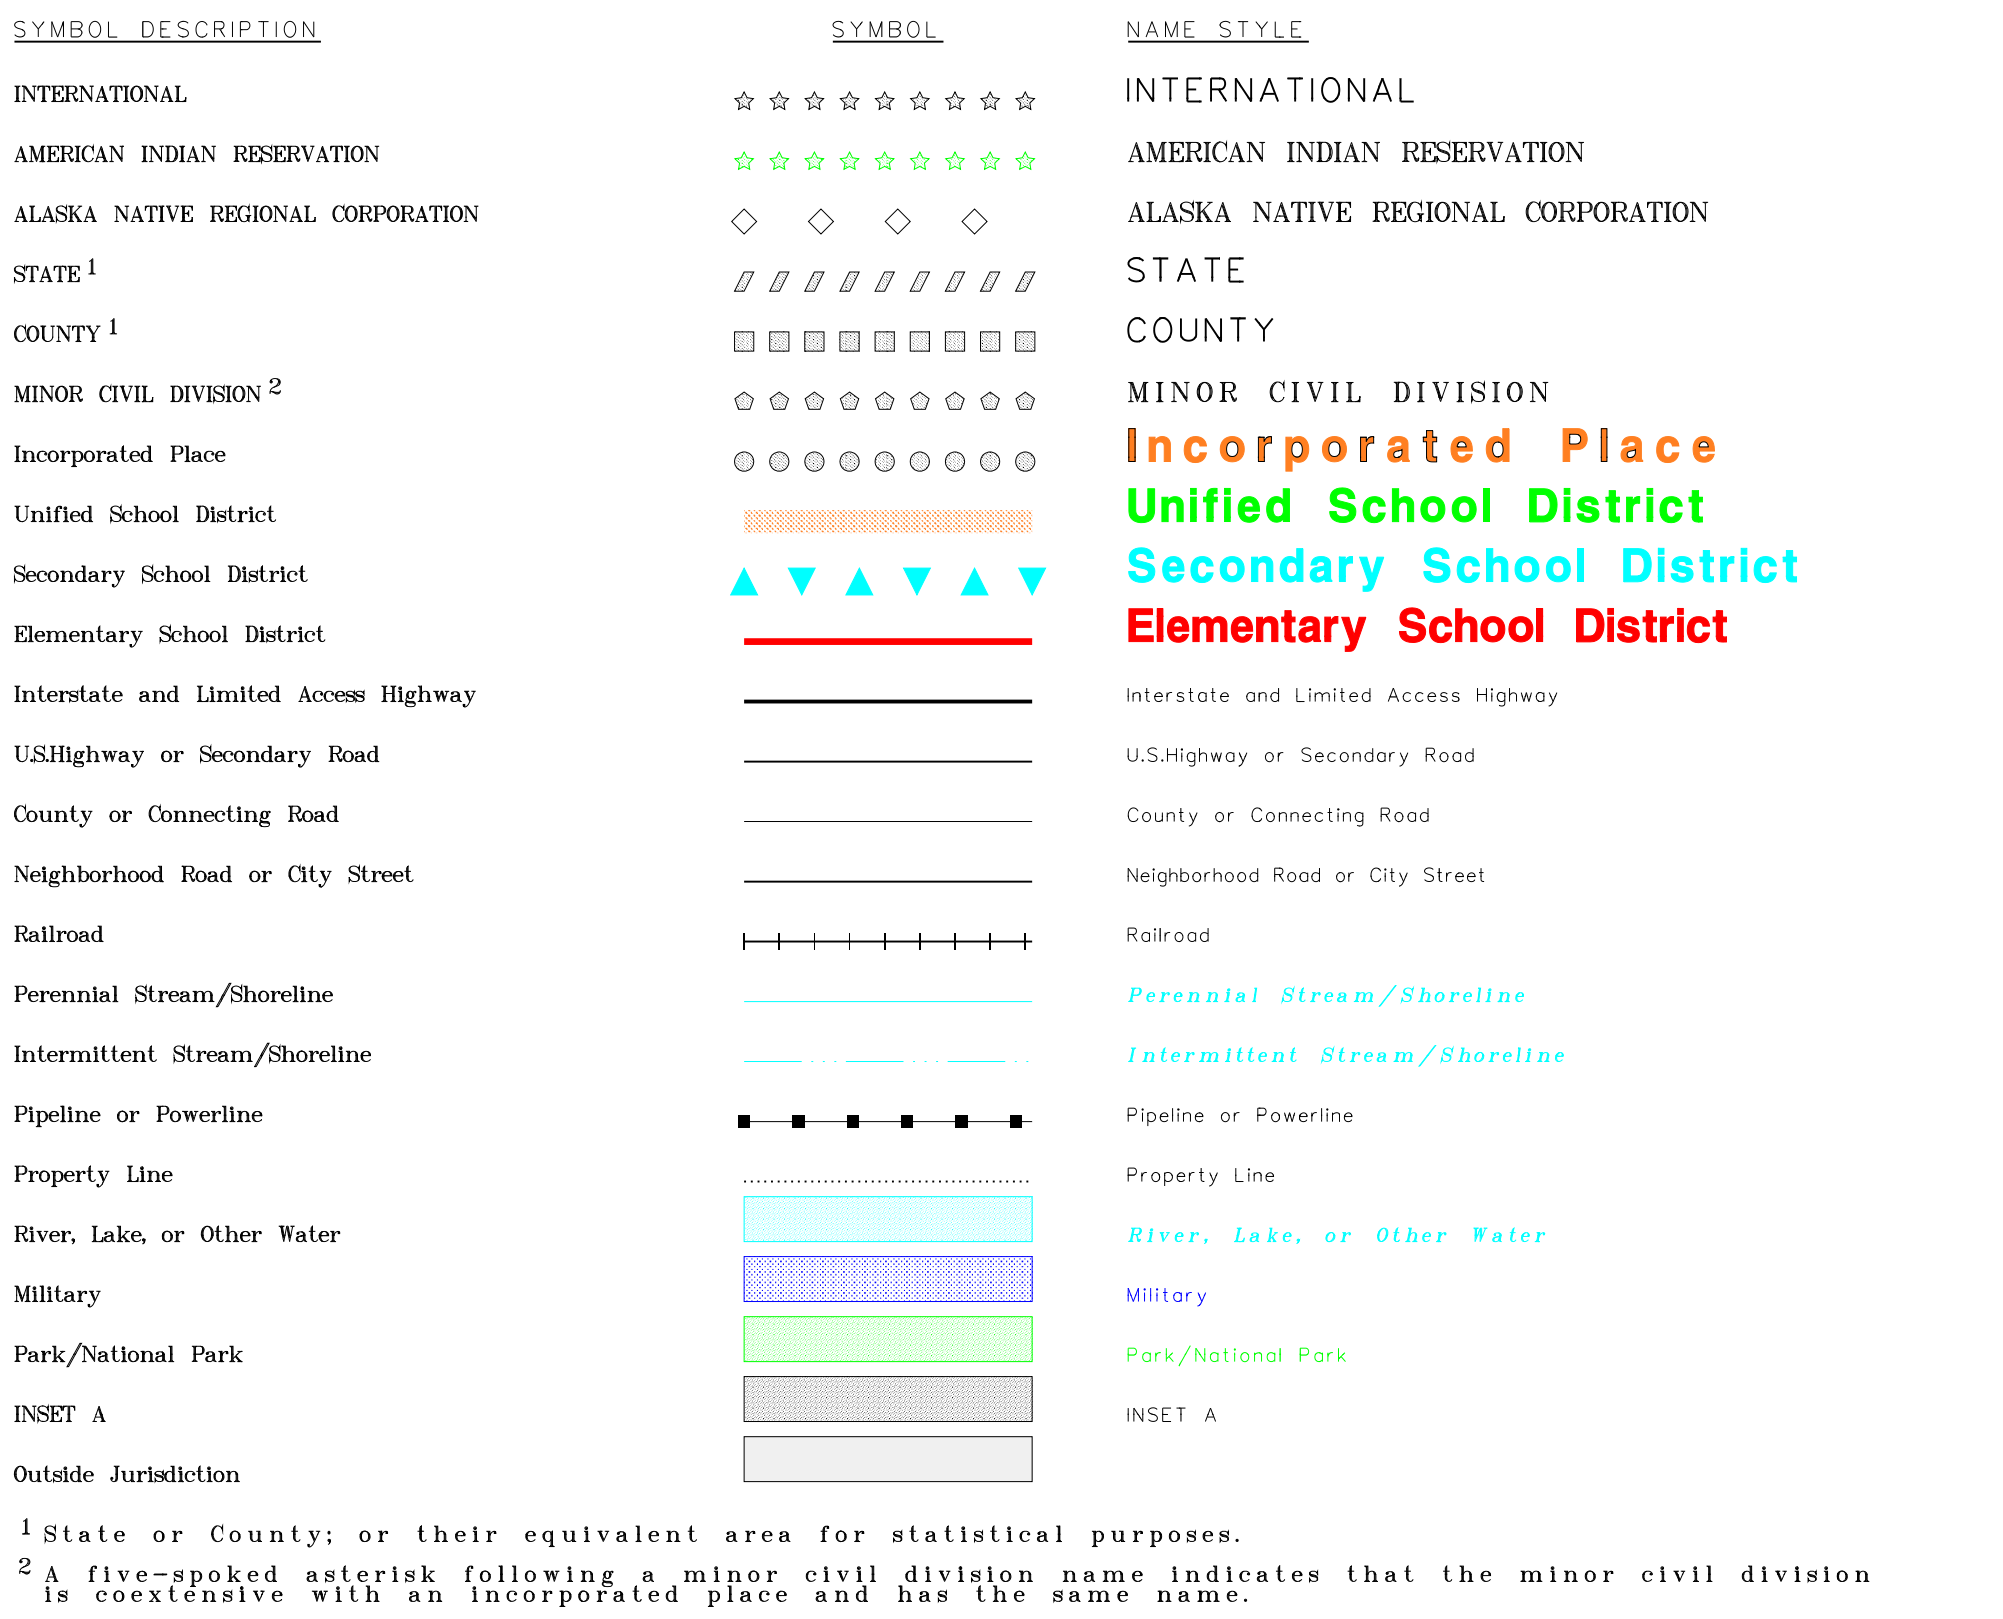 SYMBOL DESCRIPTION SYMBOL NAME STYLE
INTERNATIONAL INTERNATIONAL
AMERICAN INDIAN RESERVATION AMERICAN INDIAN RESERVATION
ALASKA NATIVE REGIONAL CORPORATION ALASKA NATIVE REGIONAL CORPORATION
STATE 1 STATE
COUNTY 1 COUNTY
MINOR CIVIL DIVISION 2 MINOR CIVIL DIVISION
Incorporated Place Incorporated Place
Unified School District Unified School District
Secondary School District Secondary School District
Elementary School District Elementary School District
Interstate and Limited Access Highway Interstate and Limited Access Highway
U.S.Highway or Secondary Road U.S.Highway or Secondary Road
County or Connecting Road County or Connecting Road
Neighborhood Road or City Street Neighborhood Road or City Street
Railroad Railroad
Perennial Stream/Shoreline Perennial Stream/Shoreline
Intermittent Stream/Shoreline Intermittent Stream/Shoreline
Pipeline or Powerline Pipeline or Powerline
Property Line Property Line
River, Lake, or Other Water River, Lake, or Other Water
Military Military
Park/National Park Park/National Park
INSET A INSET A
Outside Jurisdiction
1 State or County; or their equivalent area for statistical purposes.
2 A five-spoked asterisk following a minor civil division name indicates that the minor civil division
is coextensive with an incorporated place and has the same name.